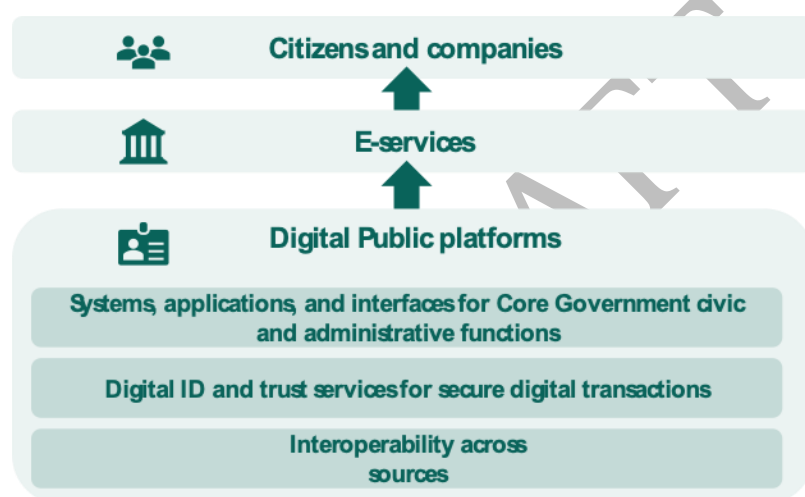 Citizens and companies
E-services
Digital Public platforms
Systems, applications, and interfaces for Core Government civic
and administrative functions
Digital ID and trust services for secure digital transactions
Interoperability across
sources